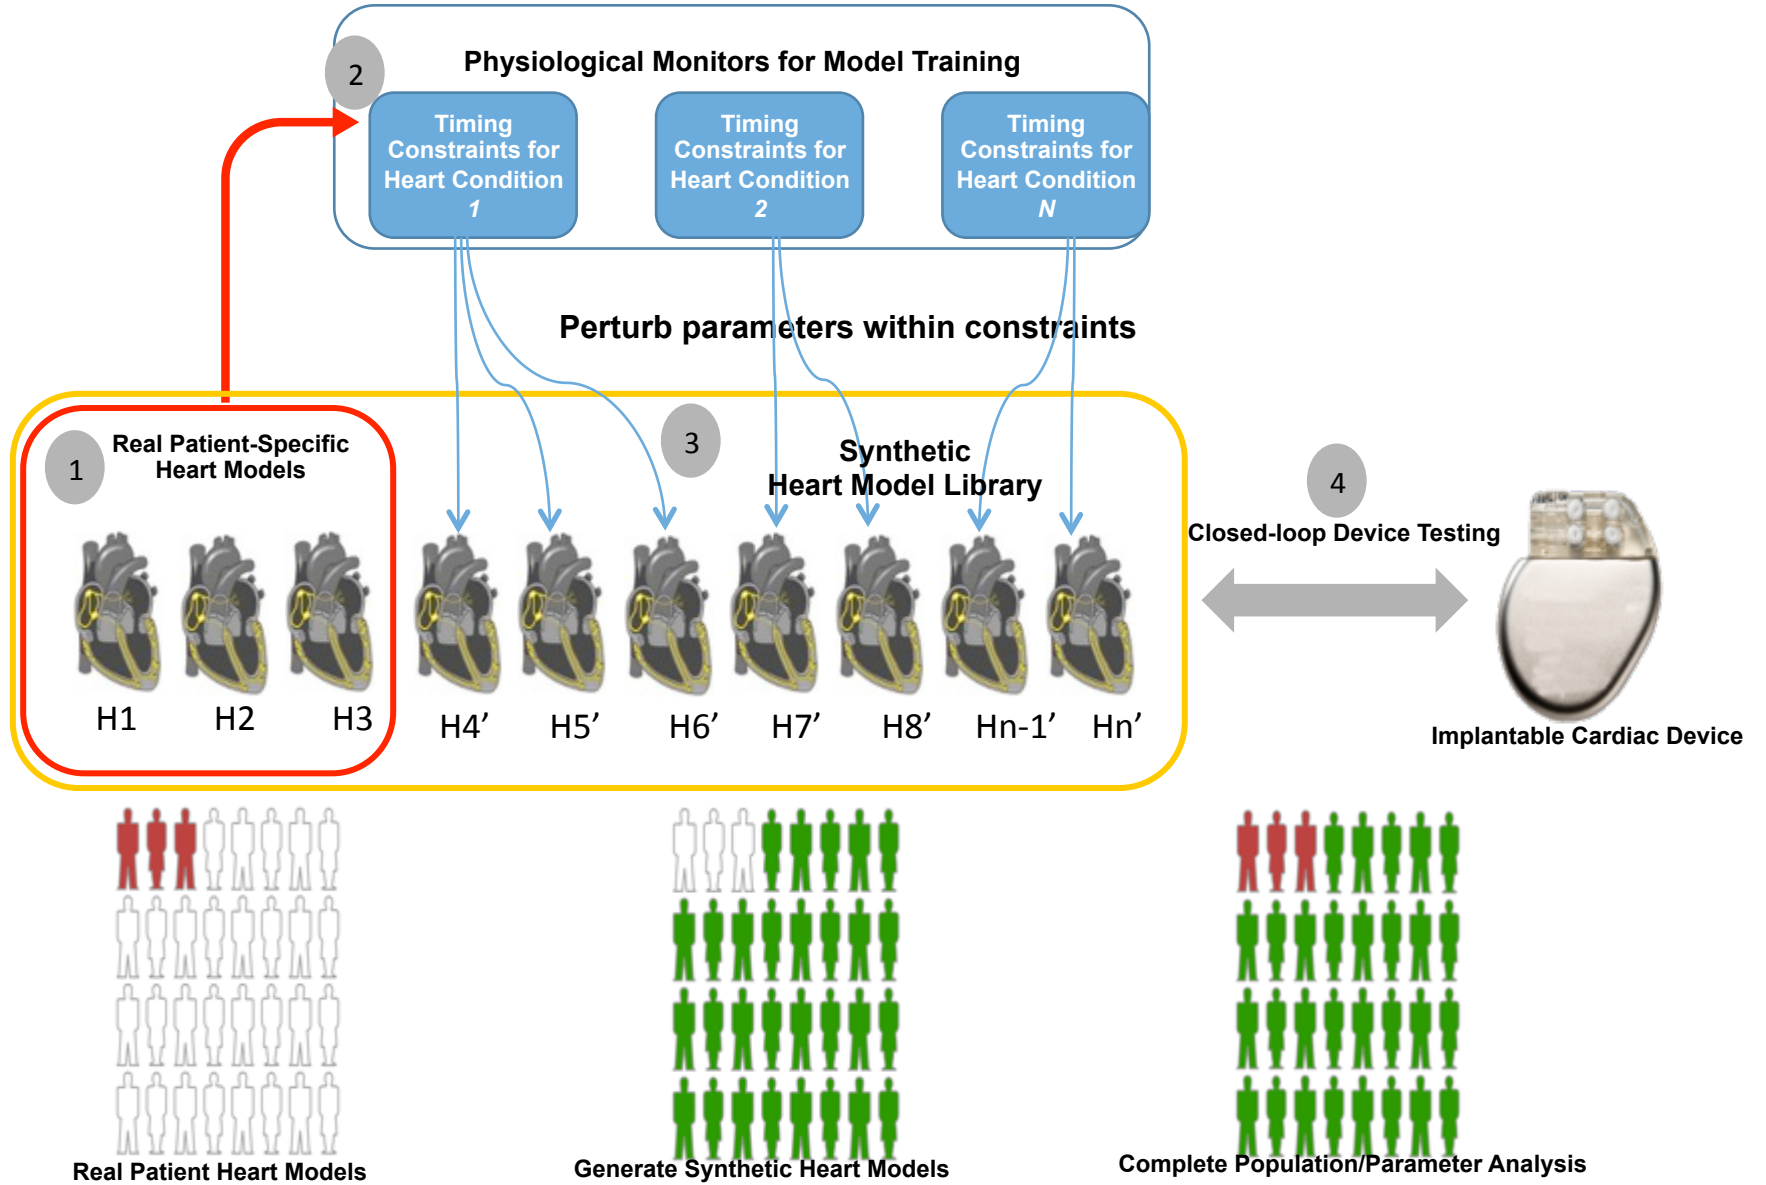 2
Physiological Monitors for Model Training
Timing
Constraints for
Heart Condition
1
Timing
Constraints for
Heart Condition
2
Timing
Constraints for
Heart Condition
N
Perturb parameters within constraints
1
Real Patient-Specific
Heart Models
3
Synthetic
Heart Model Library
4
Closed-loop Device Testing
H1
H2
H3
H4’
H5’
H6’
H7’
H8’
Hn-1’
Hn’
Implantable Cardiac Device
Real Patient Heart Models
Generate Synthetic Heart Models
Complete Population/Parameter Analysis